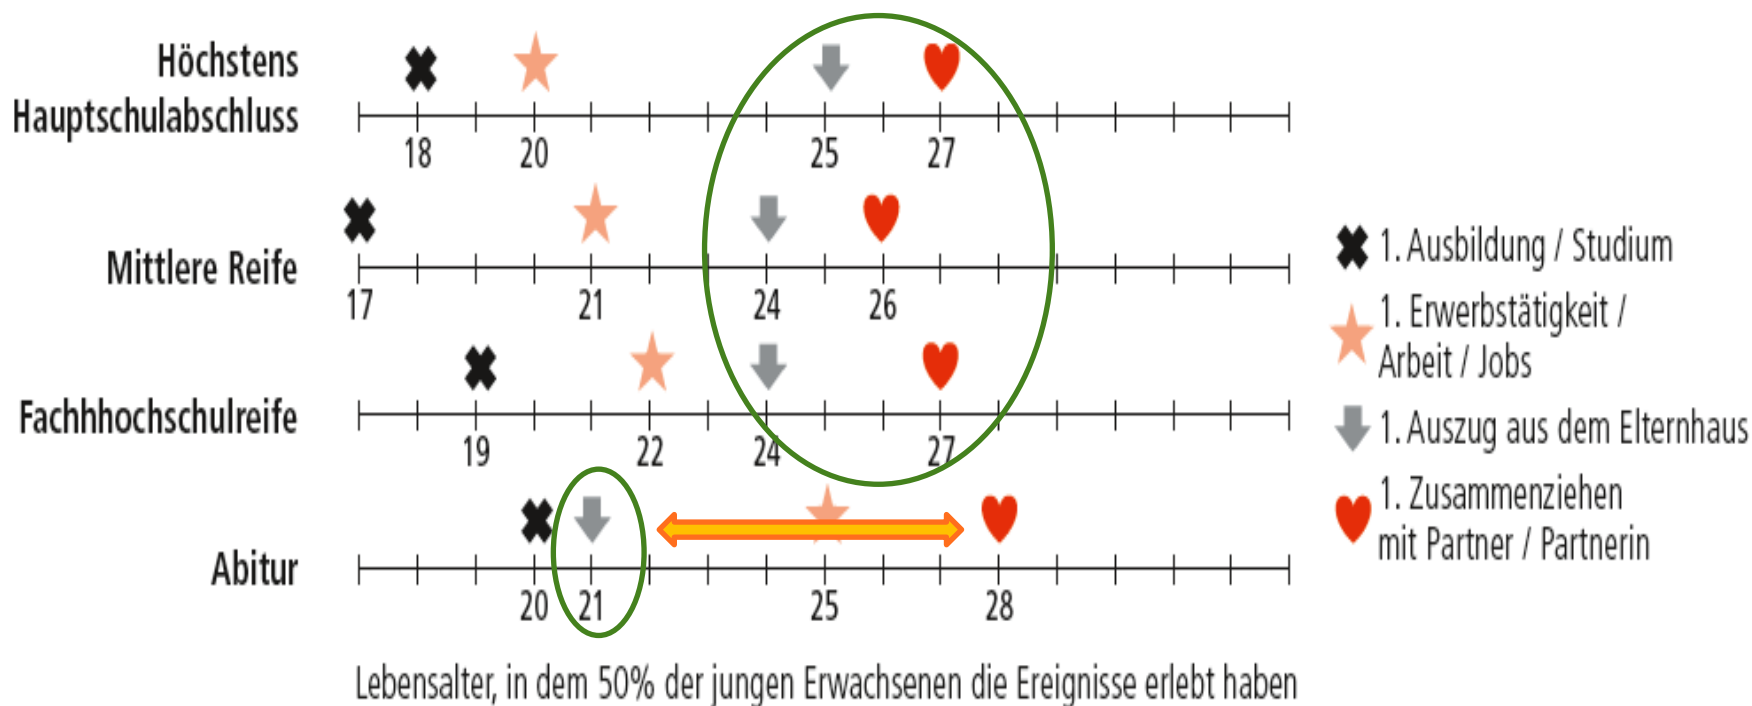 Höchstens
Hauptschulabschluss
18 20 25 27
Mittlere Reife
17 21 24 26
Fachhhochschulreife
19 22 24 27
Abitur
20 21 25 28
Lebensalter, in dem 50% der jungen Erwachsenen die Ereignisse erlebt haben
1. Ausbildung / Studium
1. Erwerbstätigkeit /
Arbeit / Jobs
1. Auszug aus dem Elternhaus
1. Zusammenziehen
mit Partner / Partnerin